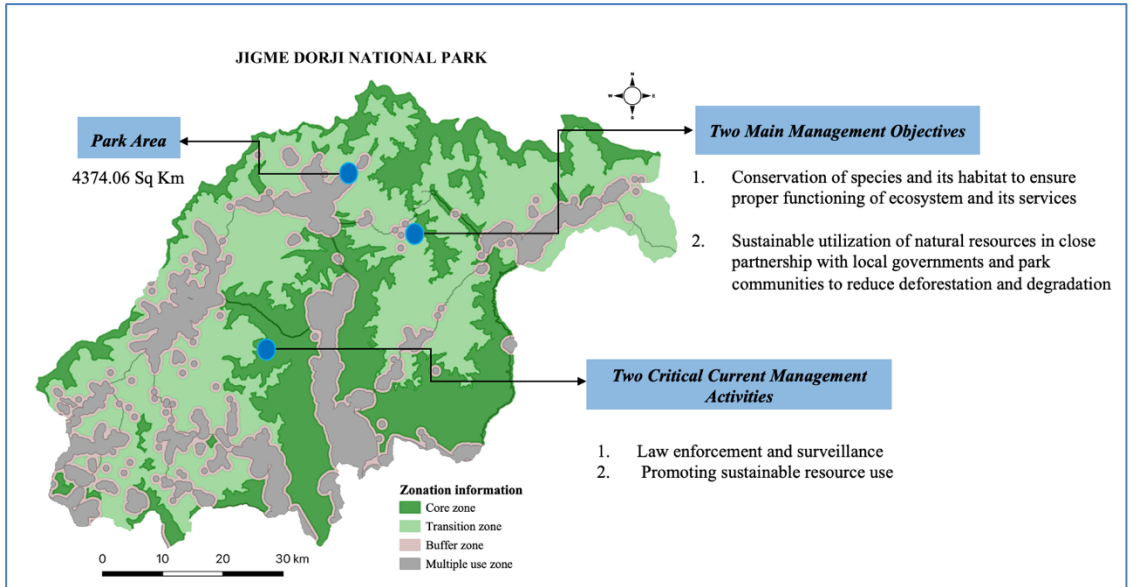 JIGME DORJI NATIONAL PARK
N
W E
S
Park Area
4374.06 Sq Km
Two Main Management Objectives
1. Conservation of species and its habitat to ensure
proper functioning of ecosystem and its services
2. Sustainable utilization of natural resources in close
partnership with local governments and park
communities to reduce deforestation and degradation
Two Critical Current Management
Activities
1. Law enforcement and surveillance
2. Promoting sustainable resource use
Zonation information
Core zone
Transition zone
Buffer zone
Multiple use zone
0 10 20 30 km